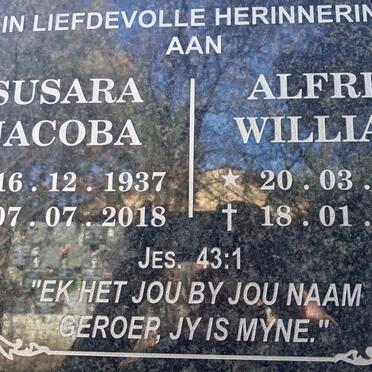 IN LIEFDEVOLLE HERINNERIN
AAN
SUSARA
JACOBA
16 . 12 . 1937
07 . 07 . 2018
ALFRE
WILLIA
20 . 03 .
18 . 01 .
JES. 43:1
"EK HET JOU BY JOU NAAM
GEROEP, JY IS MYNE."